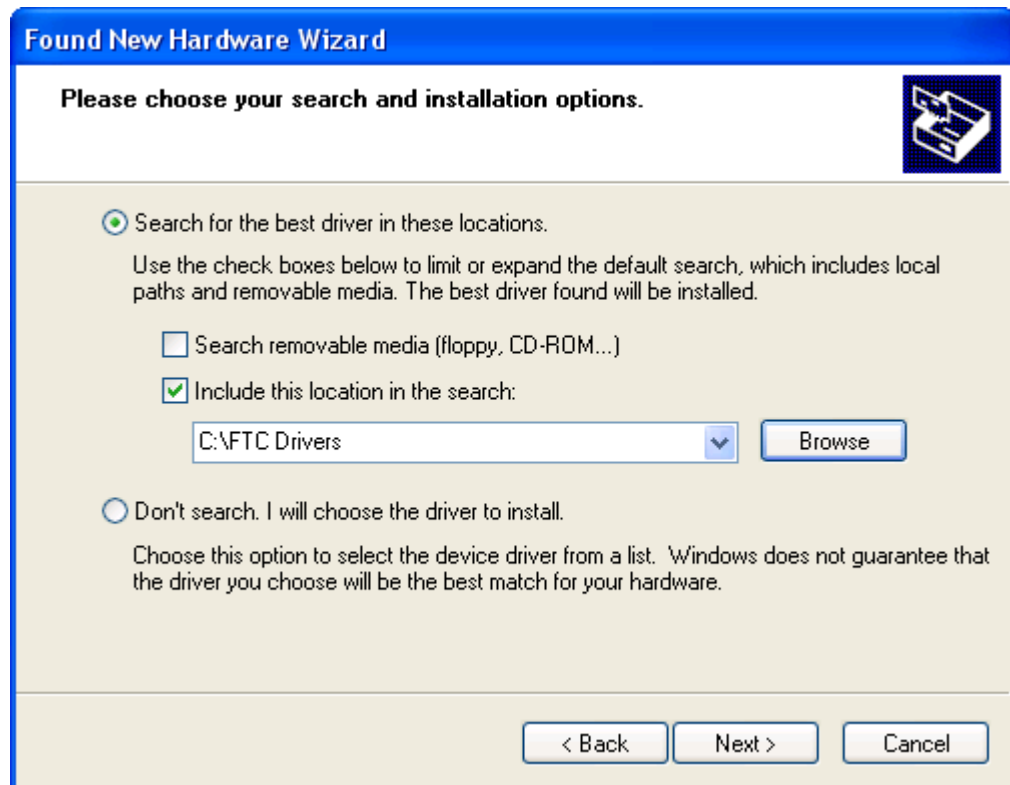 Found New Hardware Wizard
Please choose your search and installation options.
Search for the best driver in these locations.
Use the check boxes below to limit or expand the default search, which includes local
paths and removable media. The best driver found will be installed.
Search removable media (floppy, CD-ROM...)
Include this location in the search:
C:\FTC Drivers
Browse
Don't search. I will choose the driver to install.
Choose this option to select the device driver from a list. Windows does not guarantee that
the driver you choose will be the best match for your hardware.
< Back
Next >
Cancel